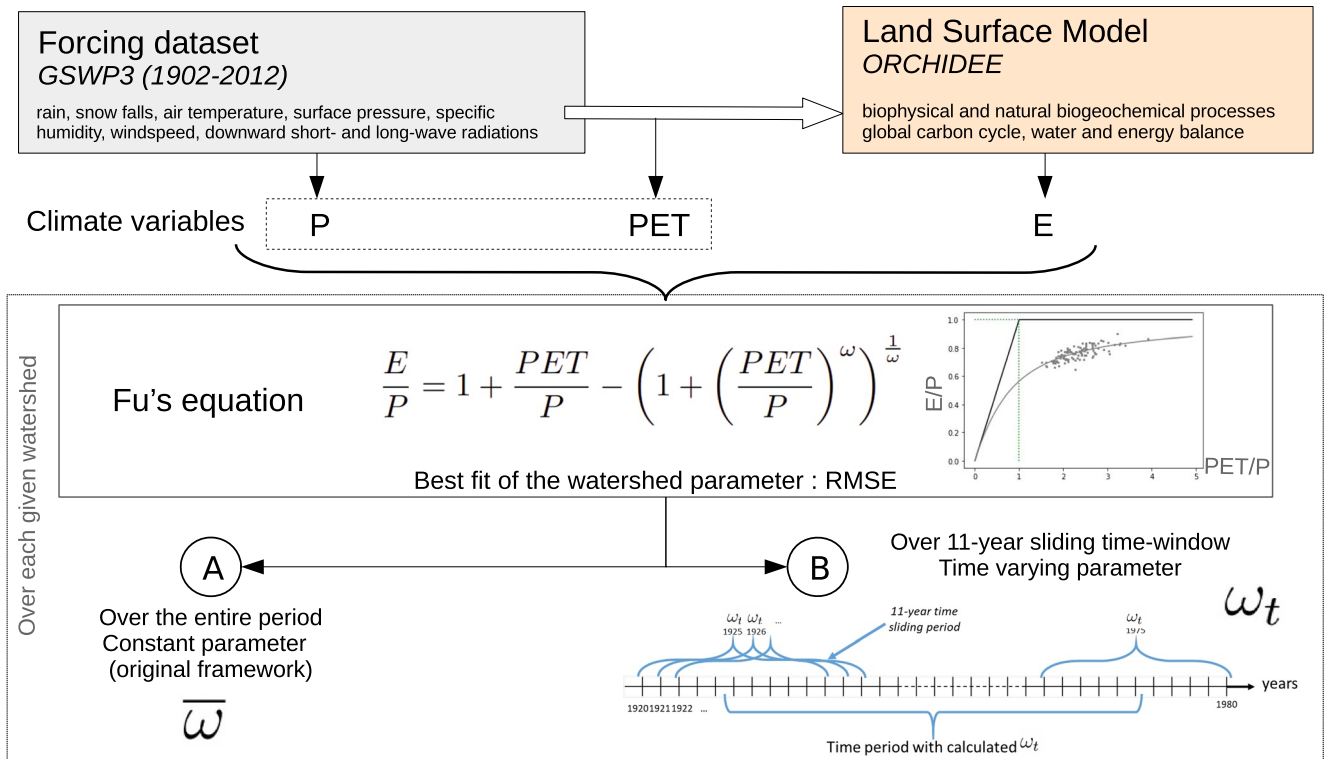 Forcing dataset
GSWP3 (1902-2012)
rain, snow falls, air temperature, surface pressure, specific
humidity, windspeed, downward short- and long-wave radiations
Land Surface Model
ORCHIDEE
biophysical and natural biogeochemical processes
global carbon cycle, water and energy balance
Climate variables
P
PET
E
Over each given watershed
Fu's equation
E/P = 1 + PET/P − (1 + (PET/P)^ω)^(1/ω)
Best fit of the watershed parameter : RMSE
E/P
1.0
0.8
0.6
0.4
0.2
0.0
0 1 2 3 4 5
PET/P
A
Over the entire period
Constant parameter
(original framework)
ω̅
B
Over 11-year sliding time-window
Time varying parameter
ωt
ωt ωt ...
1925 1926
11-year time
sliding period
ωt
1975
years
1920 1921 1922 ...
1980
Time period with calculated ωt